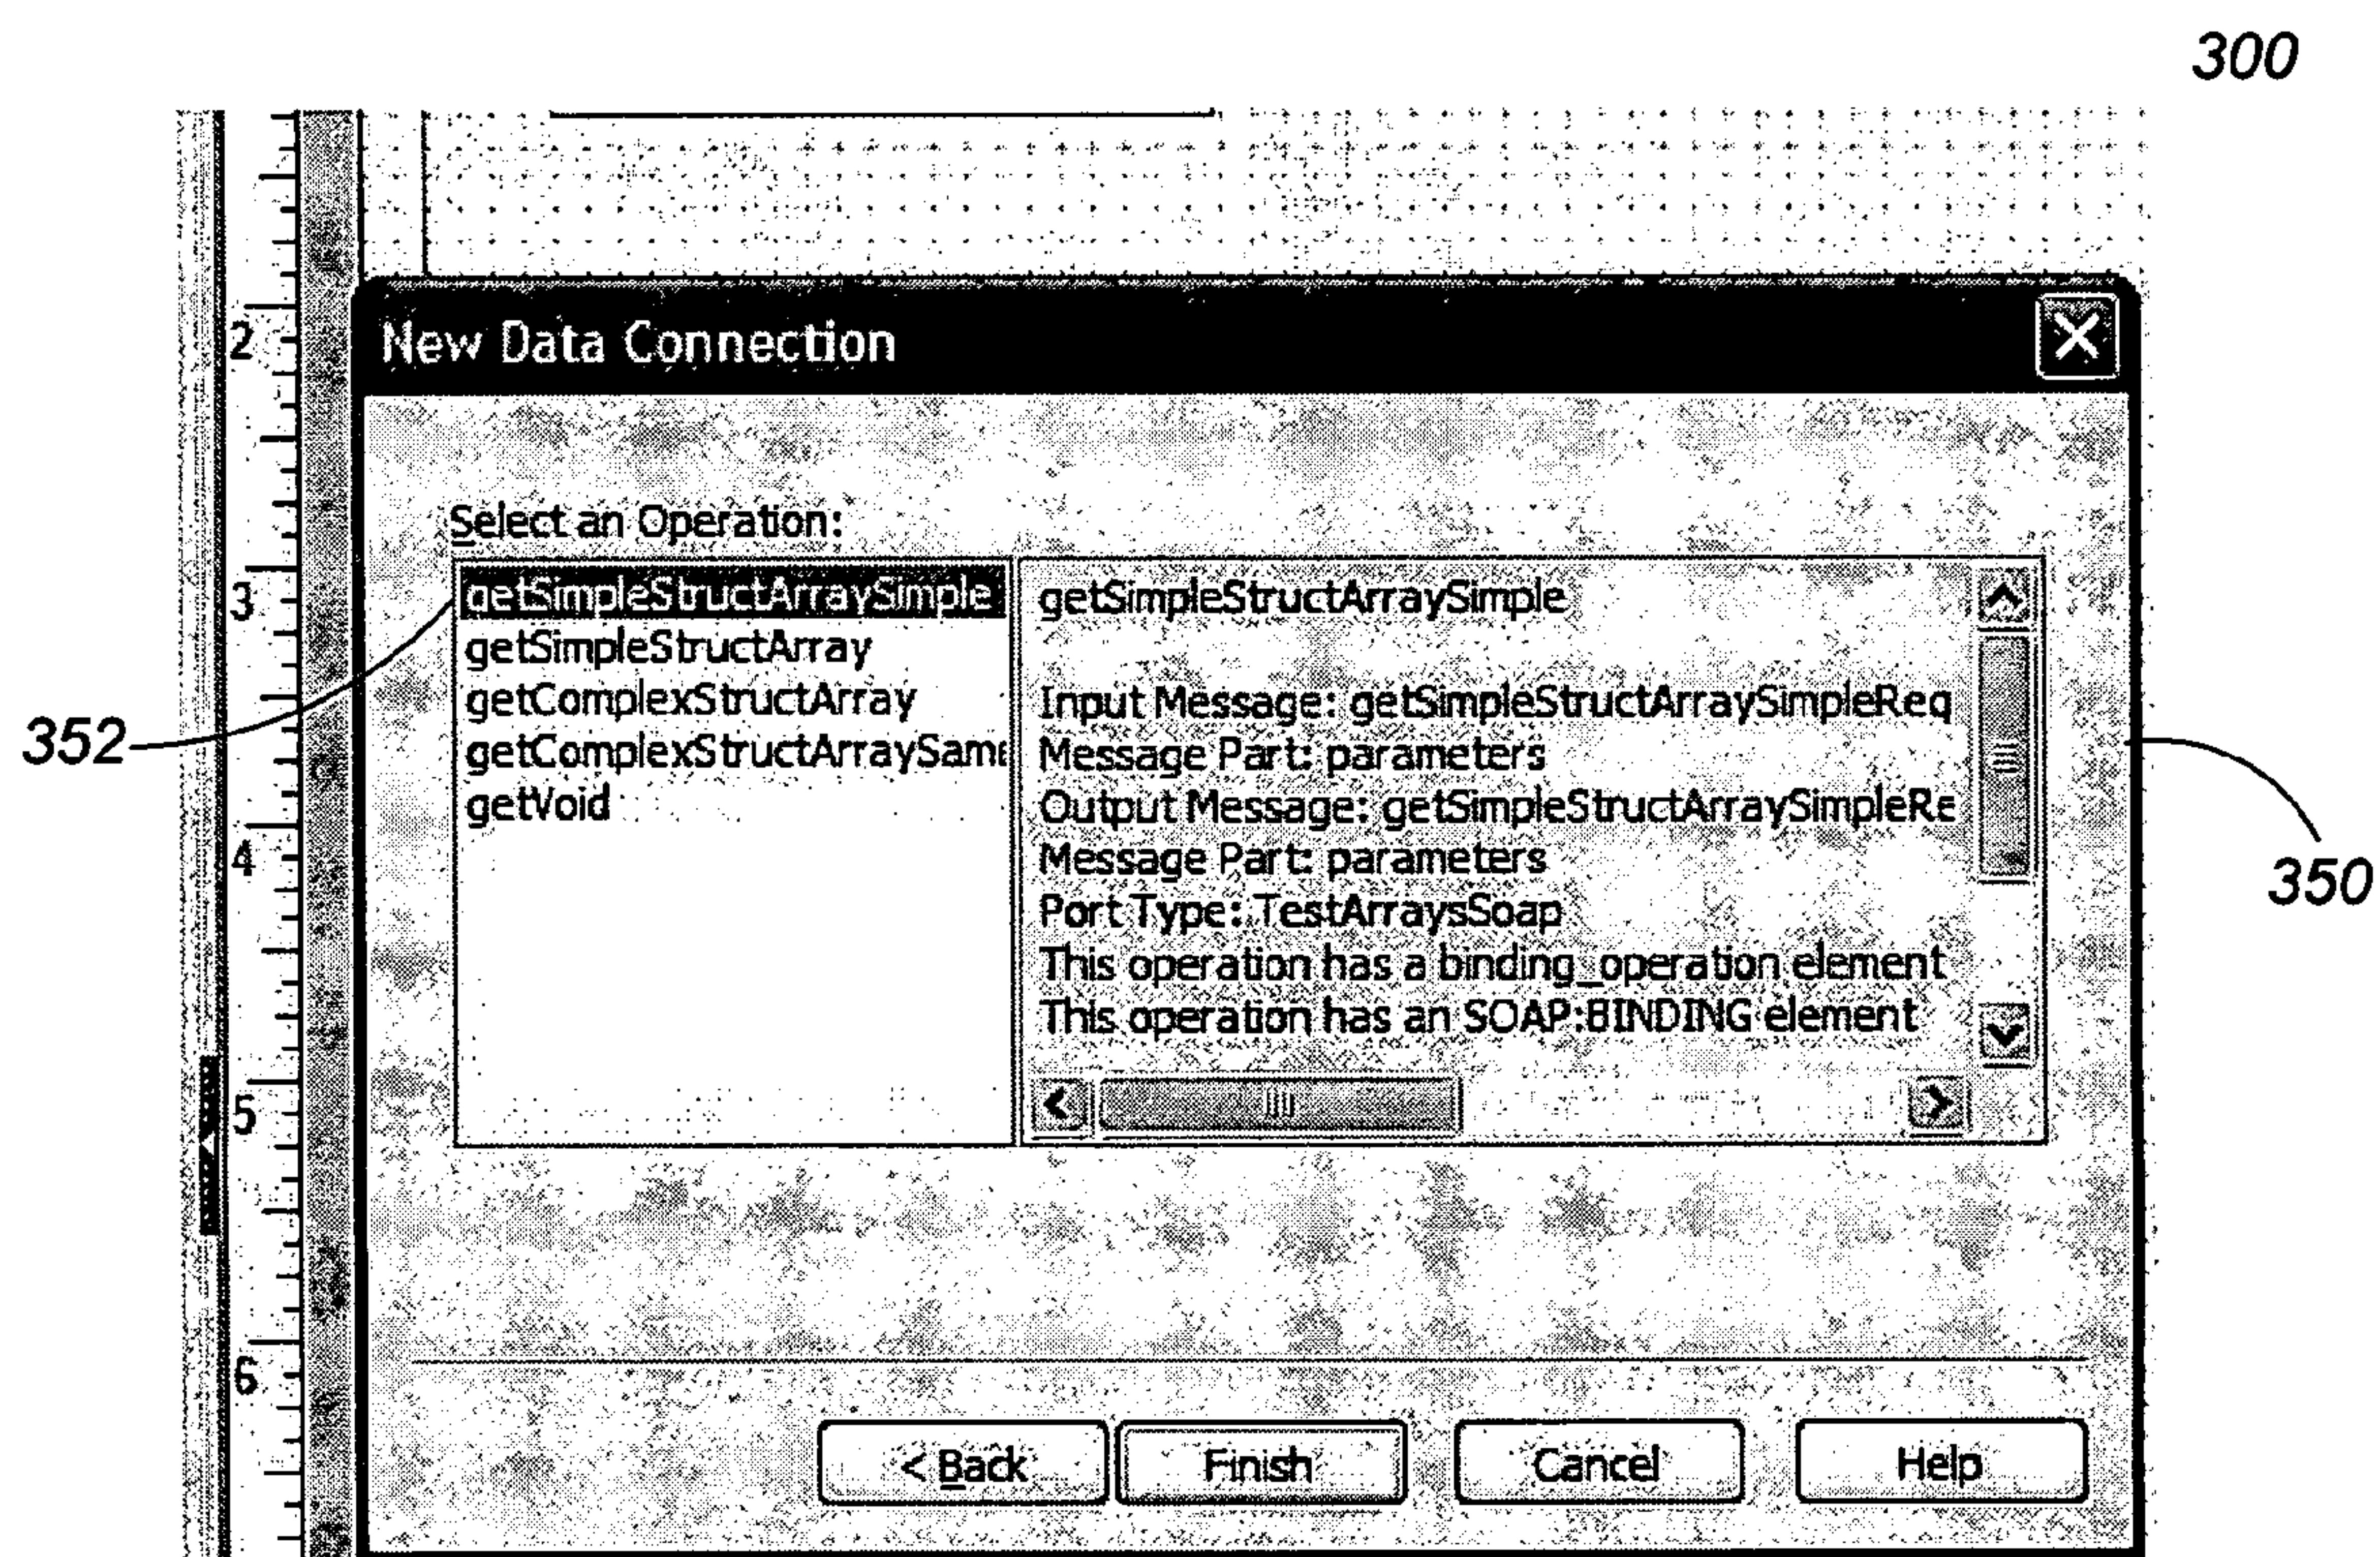 300
New Data Connection
Select an Operation:
getSimpleStructArraySimple
getSimpleStructArray
getComplexStructArray
getComplexStructArraySame
getVoid
getSimpleStructArraySimple
Input Message: getSimpleStructArraySimpleReq
Message Part: parameters
Output Message: getSimpleStructArraySimpleRe
Message Part: parameters
Port Type: TestArraysSoap
This operation has a binding_operation element
This operation has an SOAP:BINDING element
352
350
2
3
4
5
6
< Back
Finish
Cancel
Help